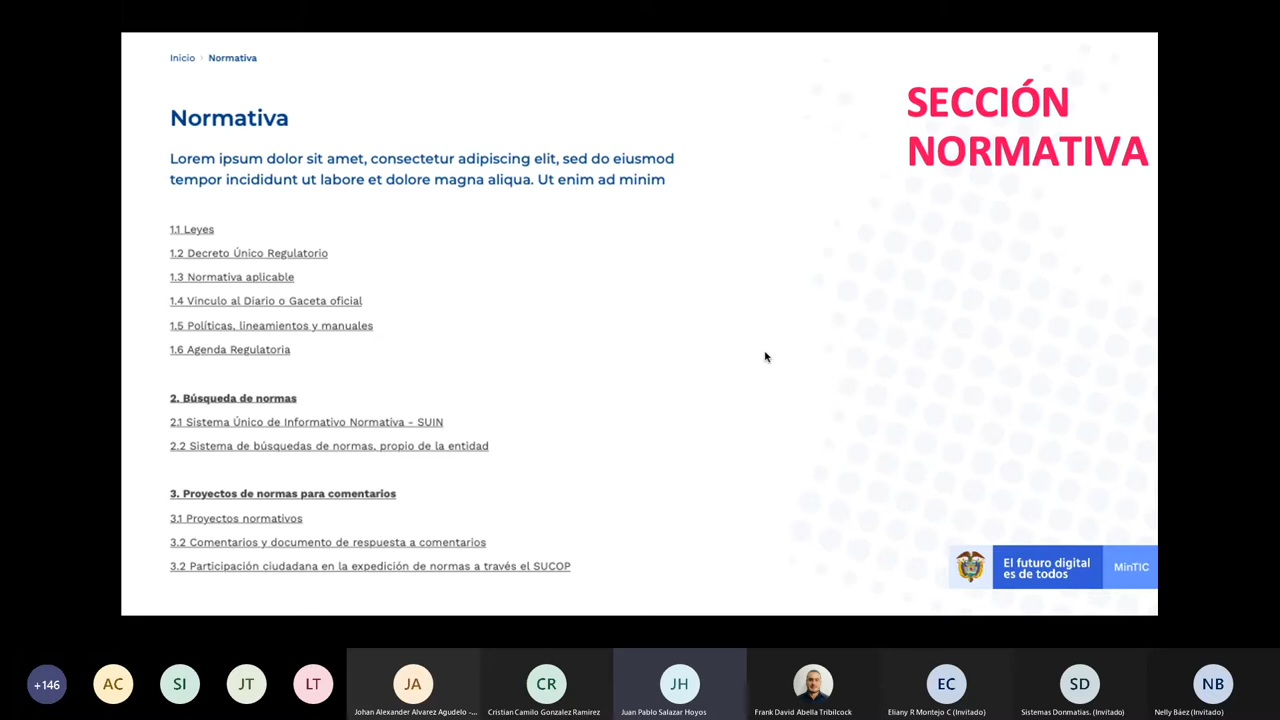 Inicio › Normativa
SECCIÓN
NORMATIVA
Normativa
Lorem ipsum dolor sit amet, consectetur adipiscing elit, sed do eiusmod
tempor incididunt ut labore et dolore magna aliqua. Ut enim ad minim
1.1 Leyes
1.2 Decreto Único Regulatorio
1.3 Normativa aplicable
1.4 Vinculo al Diario o Gaceta oficial
1.5 Políticas, lineamientos y manuales
1.6 Agenda Regulatoria
2. Búsqueda de normas
2.1 Sistema Único de Informativo Normativa - SUIN
2.2 Sistema de búsquedas de normas, propio de la entidad
3. Proyectos de normas para comentarios
3.1 Proyectos normativos
3.2 Comentarios y documento de respuesta a comentarios
3.2 Participación ciudadana en la expedición de normas a través el SUCOP
El futuro digital
es de todos
MinTIC
+146
AC
SI
JT
LT
JA
CR
JH
EC
SD
NB
Johan Alexander Alvarez Agudelo -...
Cristian Camilo Gonzalez Ramirez
Juan Pablo Salazar Hoyos
Frank David Abella Tribilcock
Eliany R Montejo C (Invitado)
Sistemas Donmatias. (Invitado)
Nelly Báez (Invitado)